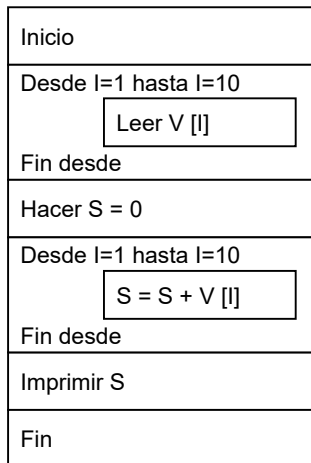 Inicio
Desde I=1 hasta I=10
Leer V [I]
Fin desde
Hacer S = 0
Desde I=1 hasta I=10
S = S + V [I]
Fin desde
Imprimir S
Fin